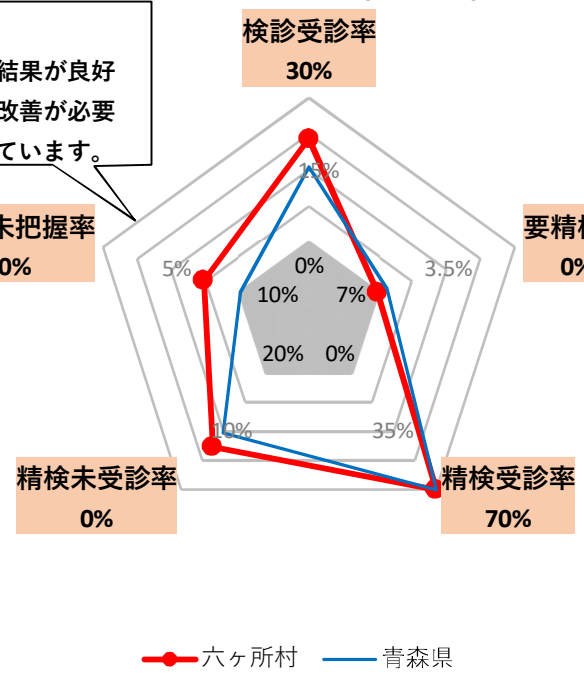 検診受診率
30%
結果が良好
改善が必要
ています。
15%
未把握率
0%
要精検
0%
5%
3.5%
0%
10%
7%
20%
0%
10%
35%
精検未受診率
0%
精検受診率
70%
六ヶ所村
青森県